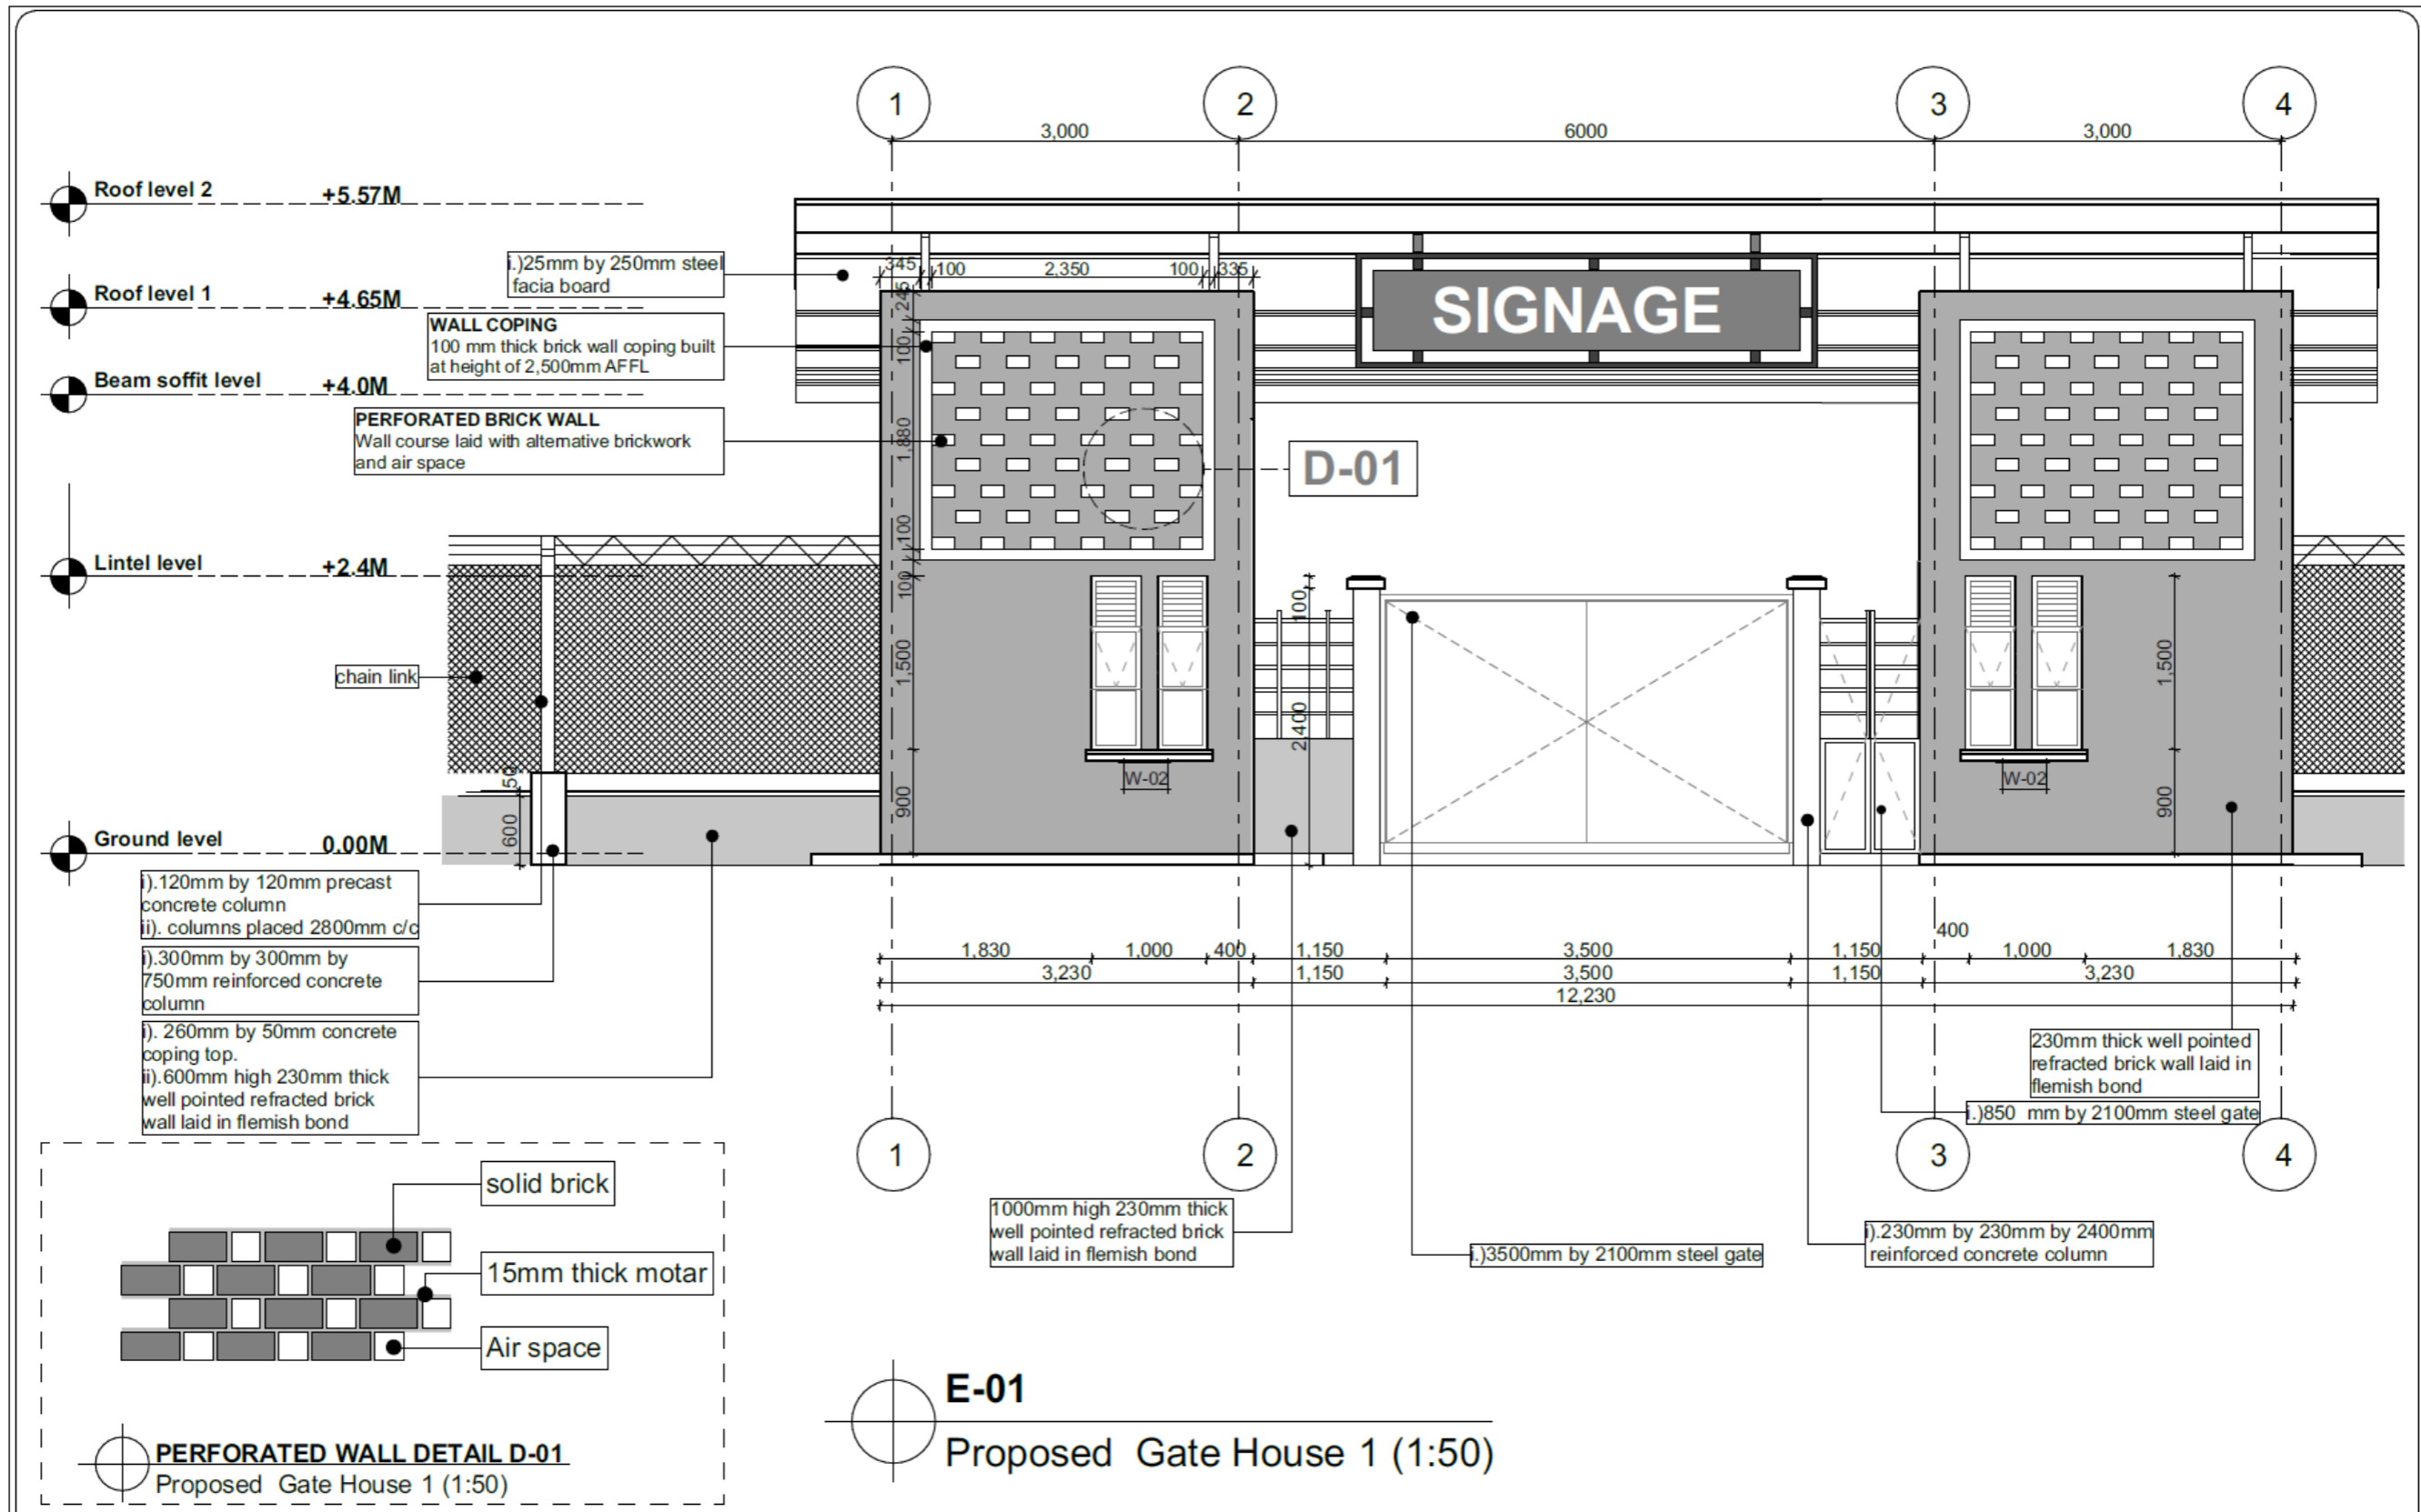 1
2
3
4
3,000
6000
3,000
Roof level 2
+5.57M
Roof level 1
+4.65M
Beam soffit level
+4.0M
Lintel level
+2.4M
Ground level
0.00M
i.)25mm by 250mm steel
facia board
WALL COPING
100 mm thick brick wall coping built
at height of 2,500mm AFFL
PERFORATED BRICK WALL
Wall course laid with alternative brickwork
and air space
345
100
2,350
100
335
245
100
1,880
100
100
1,500
900
SIGNAGE
D-01
chain link
50
600
W-02
100
2,400
W-02
1,500
900
i).120mm by 120mm precast
concrete column
ii). columns placed 2800mm c/c
i).300mm by 300mm by
750mm reinforced concrete
column
i). 260mm by 50mm concrete
coping top.
ii).600mm high 230mm thick
well pointed refracted brick
wall laid in flemish bond
400
1,830
1,000
400
1,150
3,500
1,150
1,000
1,830
3,230
1,150
3,500
1,150
3,230
12,230
230mm thick well pointed
refracted brick wall laid in
flemish bond
i.)850 mm by 2100mm steel gate
1
2
3
4
1000mm high 230mm thick
well pointed refracted brick
wall laid in flemish bond
i.)3500mm by 2100mm steel gate
i).230mm by 230mm by 2400mm
reinforced concrete column
solid brick
15mm thick motar
Air space
PERFORATED WALL DETAIL D-01
Proposed Gate House 1 (1:50)
E-01
Proposed Gate House 1 (1:50)